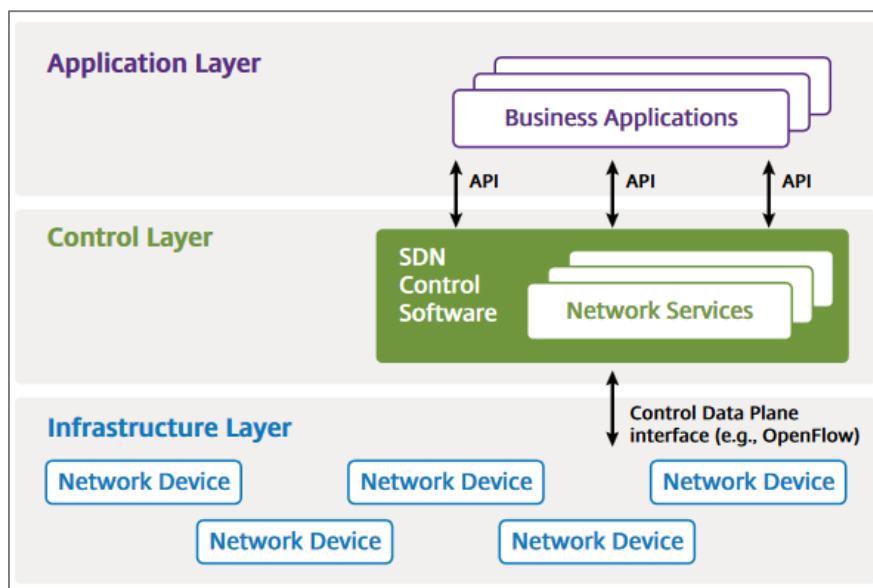 Application Layer
Business Applications
API
API
API
Control Layer
SDN
Control
Software
Network Services
Control Data Plane
interface (e.g., OpenFlow)
Infrastructure Layer
Network Device
Network Device
Network Device
Network Device
Network Device